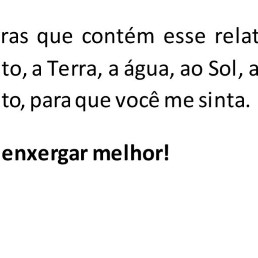 ras que contém esse relat
to, a Terra, a água, ao Sol, a
to, para que você me sinta.
enxergar melhor!